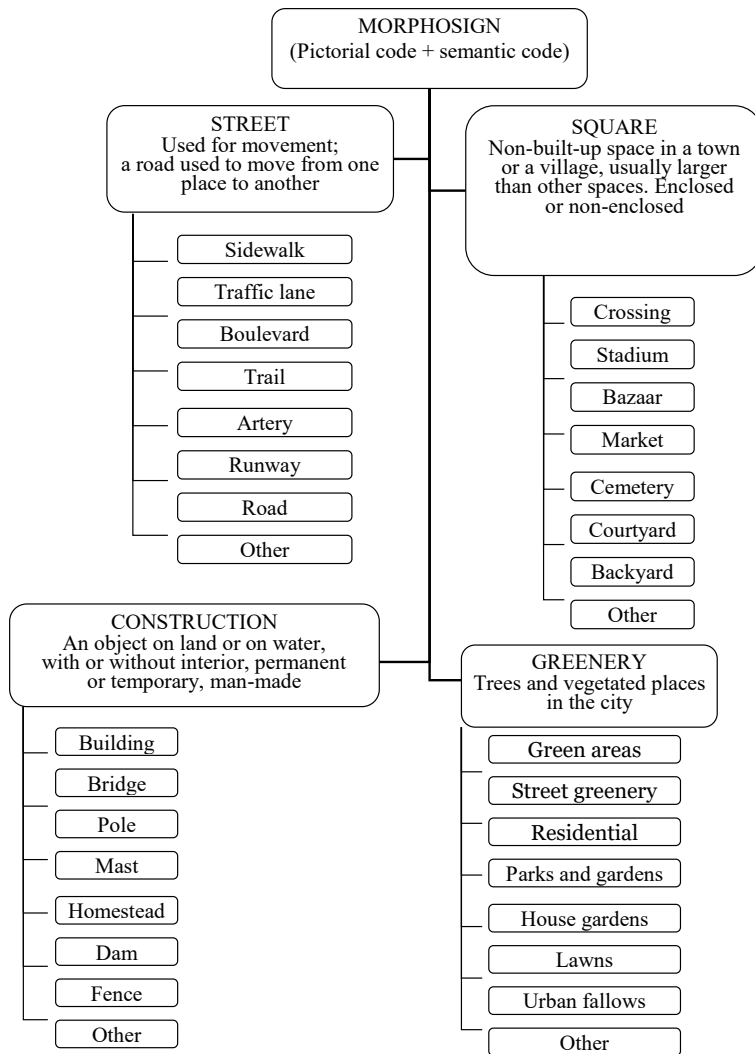 MORPHOSIGN
(Pictorial code + semantic code)
STREET
Used for movement;
a road used to move from one
place to another
Sidewalk
Traffic lane
Boulevard
Trail
Artery
Runway
Road
Other
SQUARE
Non-built-up space in a town
or a village, usually larger
than other spaces. Enclosed
or non-enclosed
Crossing
Stadium
Bazaar
Market
Cemetery
Courtyard
Backyard
Other
CONSTRUCTION
An object on land or on water,
with or without interior, permanent
or temporary, man-made
Building
Bridge
Pole
Mast
Homestead
Dam
Fence
Other
GREENERY
Trees and vegetated places
in the city
Green areas
Street greenery
Residential
Parks and gardens
House gardens
Lawns
Urban fallows
Other